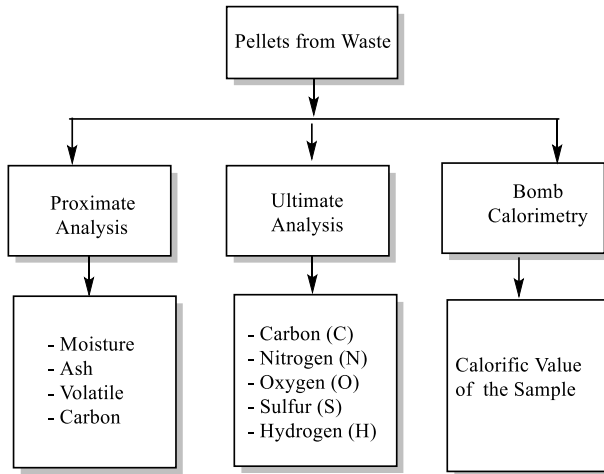 Pellets from Waste
Proximate
Analysis
Ultimate
Analysis
Bomb
Calorimetry
- Moisture
- Ash
- Volatile
- Carbon
- Carbon (C)
- Nitrogen (N)
- Oxygen (O)
- Sulfur (S)
- Hydrogen (H)
Calorific Value
of the Sample